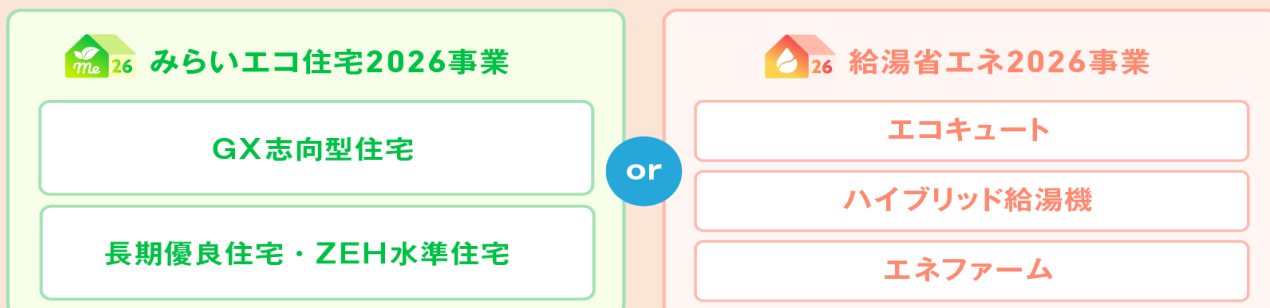 me 26 みらいエコ住宅2026事業
GX志向型住宅
長期優良住宅・ZEH水準住宅
or
26 給湯省エネ2026事業
エコキュート
ハイブリッド給湯機
エネファーム